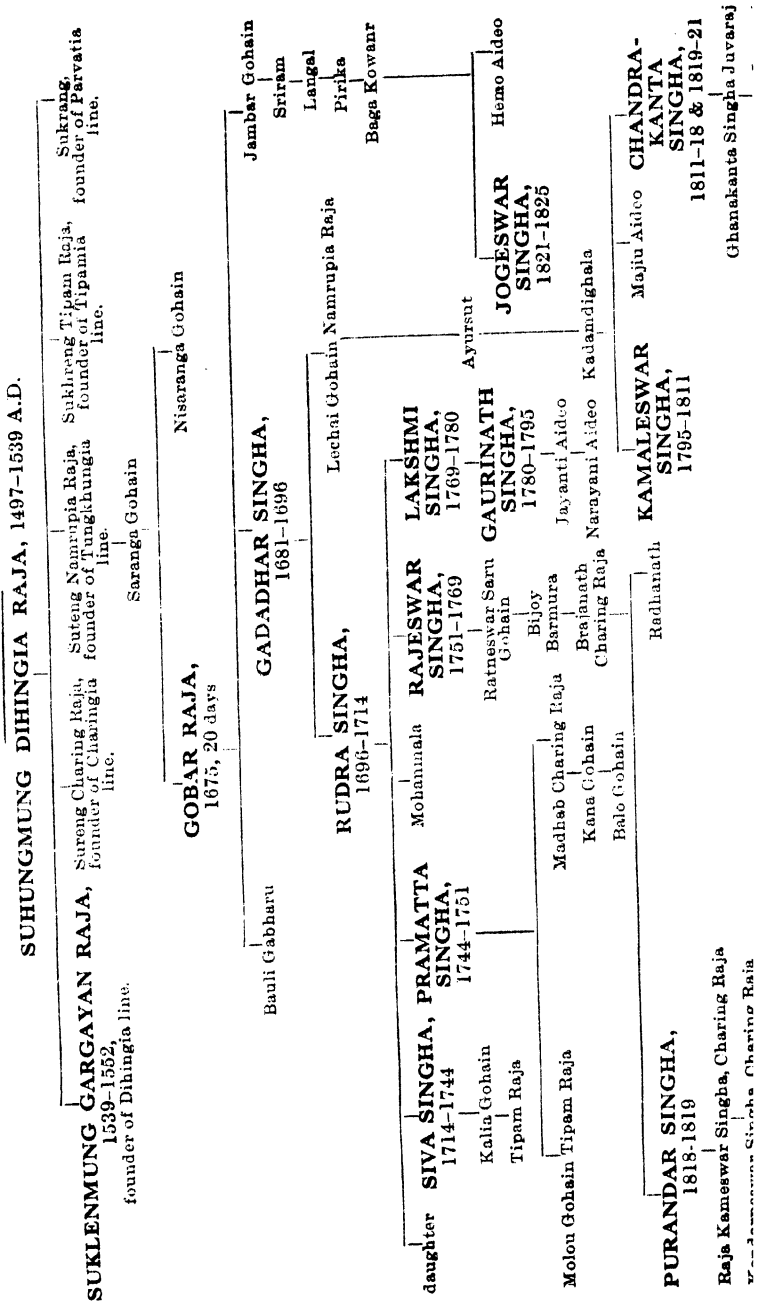 SUHUNGMUNG DIHINGIA RAJA, 1497-1539 A.D.
SUKLENMUNG GARGAYAN RAJA,
1539-1552,
founder of Dihingia line.
Sureng Charing Raja,
founder of Charingia
line.
Suteng Namrupia Raja,
founder of Tungkhungia
line.
Sukhreng Tipam Raja,
founder of Tipamia
line.
Sukrang,
founder of Parvatia
line.
Saranga Gohain
GOBAR RAJA,
1675, 20 days
Nisaranga Gohain
Bauli Gabharu
GADADHAR SINGHA,
1681-1696
Jambar Gohain
Sriram
Langal
Pirika
Baga Kowanr
RUDRA SINGHA,
1696-1714
Lechai Gohain Namrupia Raja
daughter
SIVA SINGHA,
1714-1744
Kalia Gohain
Tipam Raja
PRAMATTA
SINGHA,
1744-1751
Mohanmala
RAJESWAR
SINGHA,
1751-1769
Ratneswar Saru
Gohain
Bijoy
Barmura
Brajanath
Charing Raja
LAKSHMI
SINGHA,
1769-1780
GAURINATH
SINGHA,
1780-1795
Jayanti Aideo
Narayani Aideo
Ayursut
Kadamdighala
JOGESWAR
SINGHA,
1821-1825
Hemo Aideo
Molou Gohain Tipam Raja
Madhab Charing Raja
Kana Gohain
Balo Gohain
PURANDAR SINGHA,
1818-1819
Raja Kameswar Singha, Charing Raja
Singha, Charing Raja
Radhanath
KAMALESWAR
SINGHA,
1795-1811
Majiu Aideo
CHANDRA-
KANTA
SINGHA,
1811-18 & 1819-21
Ghanakanta Singha Juvaraj